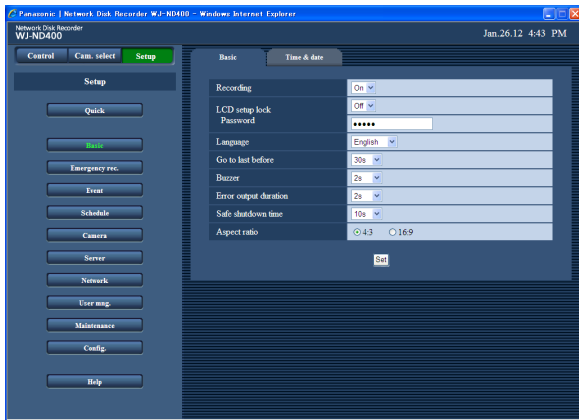 Panasonic | Network Disk Recorder WJ-ND400 - Windows Internet Explorer
Network Disk Recorder
WJ-ND400
Jan.26.12 4:43 PM
Control Cam. select Setup
Setup
Quick
Basic
Emergency rec.
Event
Schedule
Camera
Server
Network
User mng.
Maintenance
Config.
Help
Basic Time & date
Recording On
LCD setup lock Off
Password •••••
Language English
Go to last before 30s
Buzzer 2s
Error output duration 2s
Safe shutdown time 10s
Aspect ratio 4:3 16:9
Set